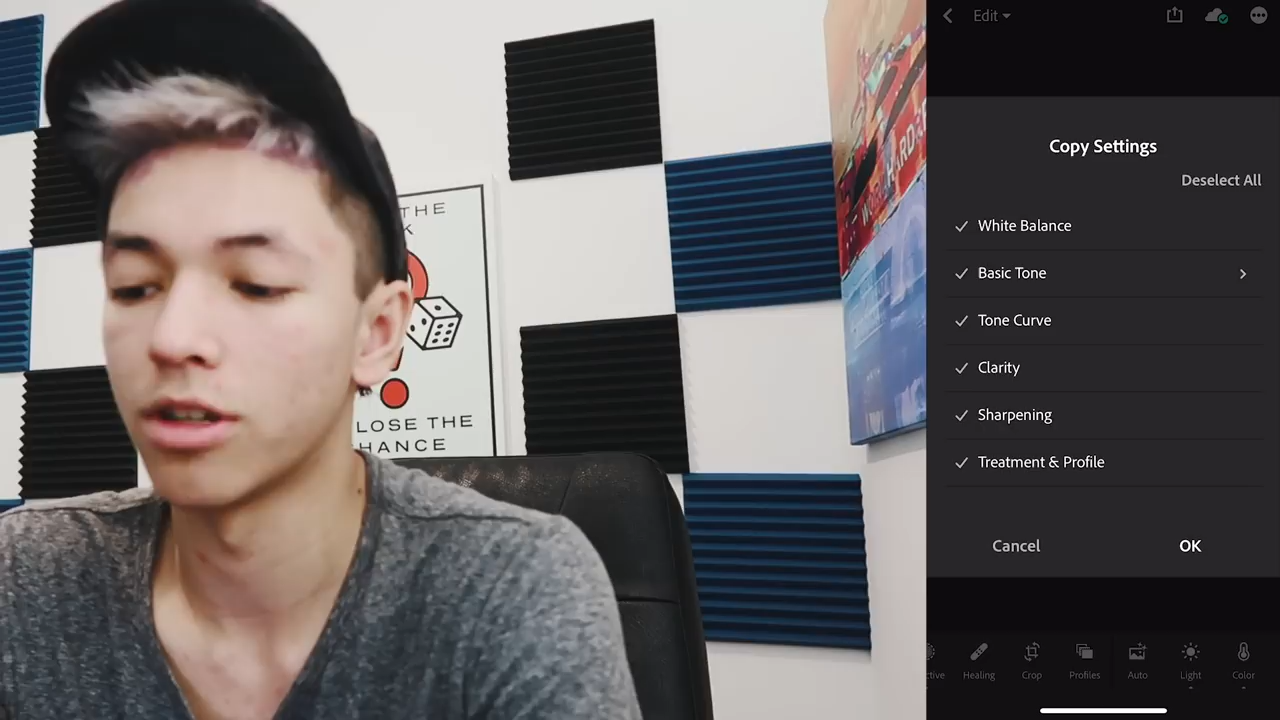 THE
K
LOSE THE
HANCE
HARDER
Edit
Copy Settings
Deselect All
White Balance
Basic Tone
Tone Curve
Clarity
Sharpening
Treatment & Profile
Cancel
OK
ctive
Healing
Crop
Profiles
Auto
Light
Color